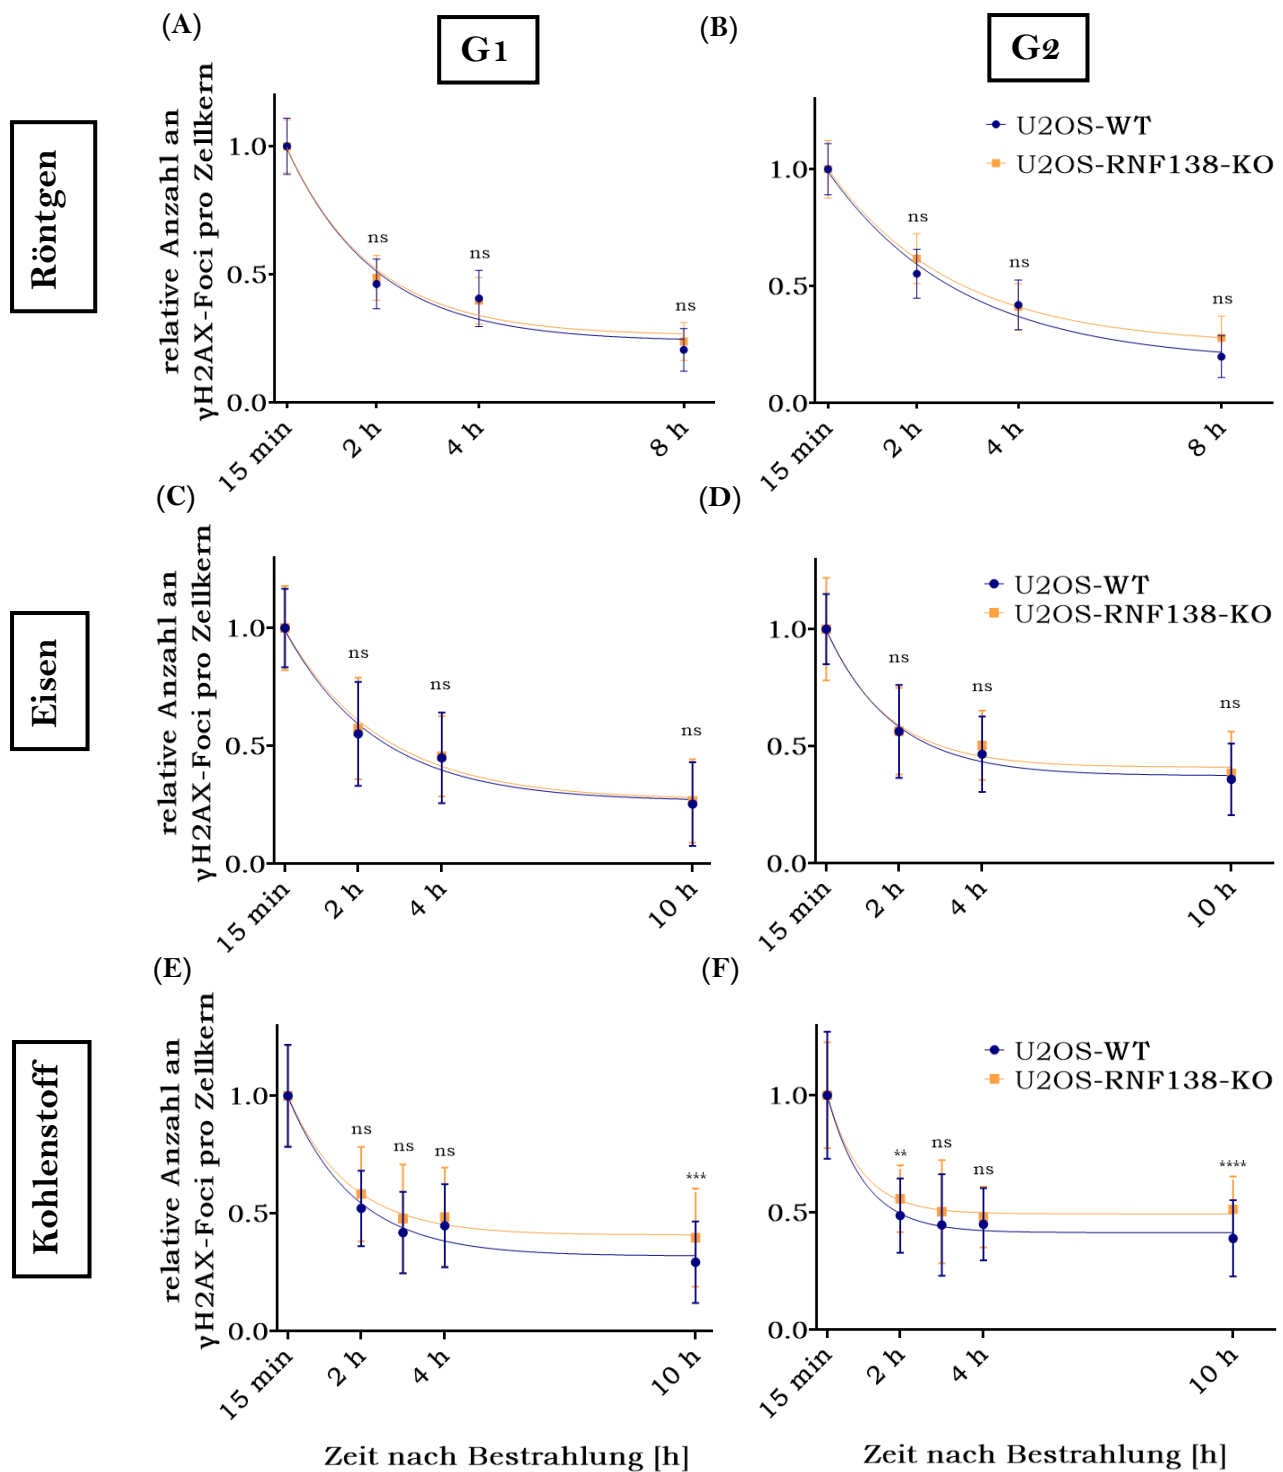 (A)
G1
(B)
G2
Röntgen
relative Anzahl an
γH2AX-Foci pro Zellkern
1.0
0.5
0.0
ns
ns
ns
15 min
2 h
4 h
8 h
U2OS-WT
U2OS-RNF138-KO
1.0
0.5
0.0
ns
ns
ns
15 min
2 h
4 h
8 h
(C)
(D)
Eisen
relative Anzahl an
γH2AX-Foci pro Zellkern
1.0
0.5
0.0
ns
ns
ns
15 min
2 h
4 h
10 h
U2OS-WT
U2OS-RNF138-KO
1.0
0.5
0.0
ns
ns
ns
15 min
2 h
4 h
10 h
(E)
(F)
Kohlenstoff
relative Anzahl an
γH2AX-Foci pro Zellkern
1.0
0.5
0.0
ns
ns
ns
***
15 min
2 h
4 h
10 h
Zeit nach Bestrahlung [h]
U2OS-WT
U2OS-RNF138-KO
1.0
0.5
0.0
**
ns
ns
****
15 min
2 h
4 h
10 h
Zeit nach Bestrahlung [h]